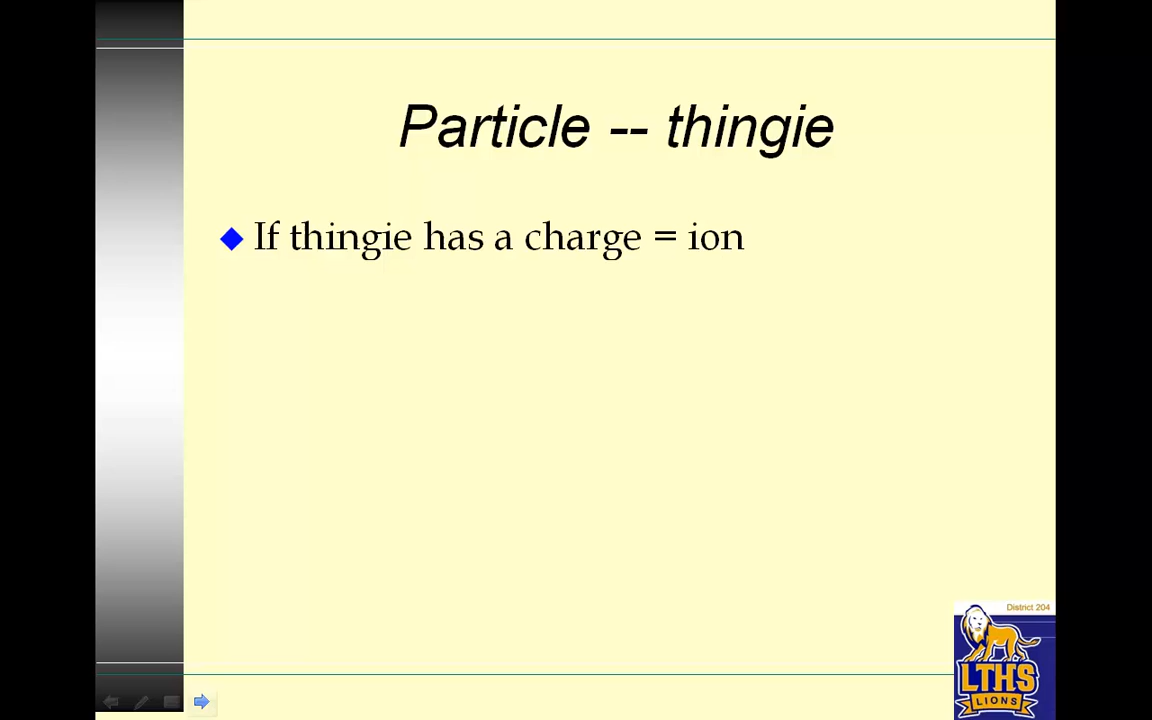 Particle -- thingie
If thingie has a charge = ion
District 204
LTHS
LIONS